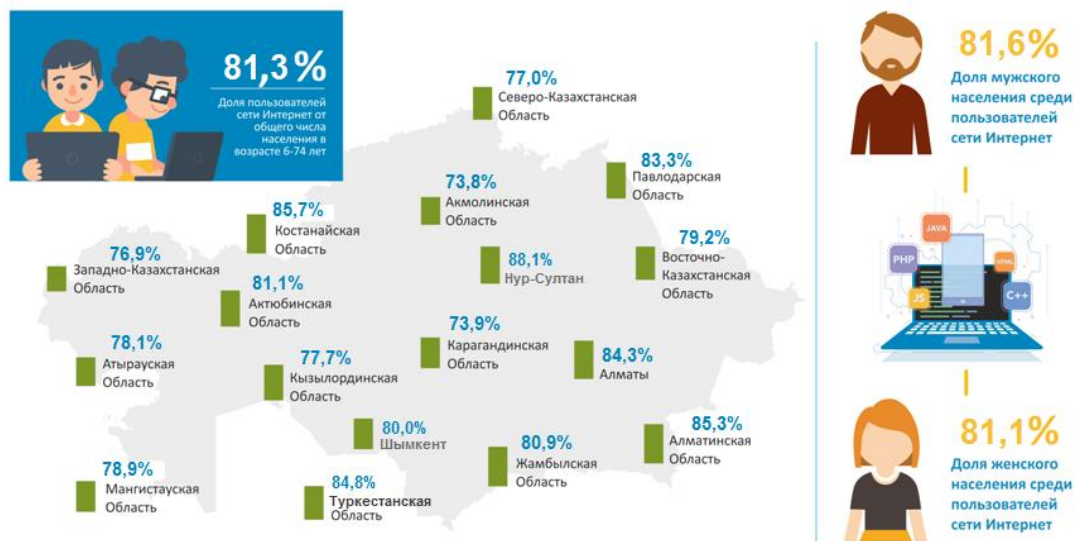 81,3%
Доля пользователей
сети Интернет от
общего числа
населения в
возрасте 6-74 лет
77,0%
Северо-Казахстанская
Область
83,3%
Павлодарская
Область
73,8%
Акмолинская
Область
85,7%
Костанайская
Область
88,1%
Нур-Султан
79,2%
Восточно-
Казахстанская
Область
76,9%
Западно-Казахстанская
Область
81,1%
Актюбинская
Область
78,1%
Атырауская
Область
77,7%
Кызылординская
Область
73,9%
Карагандинская
Область
84,3%
Алматы
80,0%
Шымкент
80,9%
Жамбылская
Область
85,3%
Алматинская
Область
78,9%
Мангистауская
Область
84,8%
Туркестанская
Область
81,6%
Доля мужского
населения среди
пользователей
сети Интернет
JAVA
PHP
HTML
JS
C++
81,1%
Доля женского
населения среди
пользователей
сети Интернет